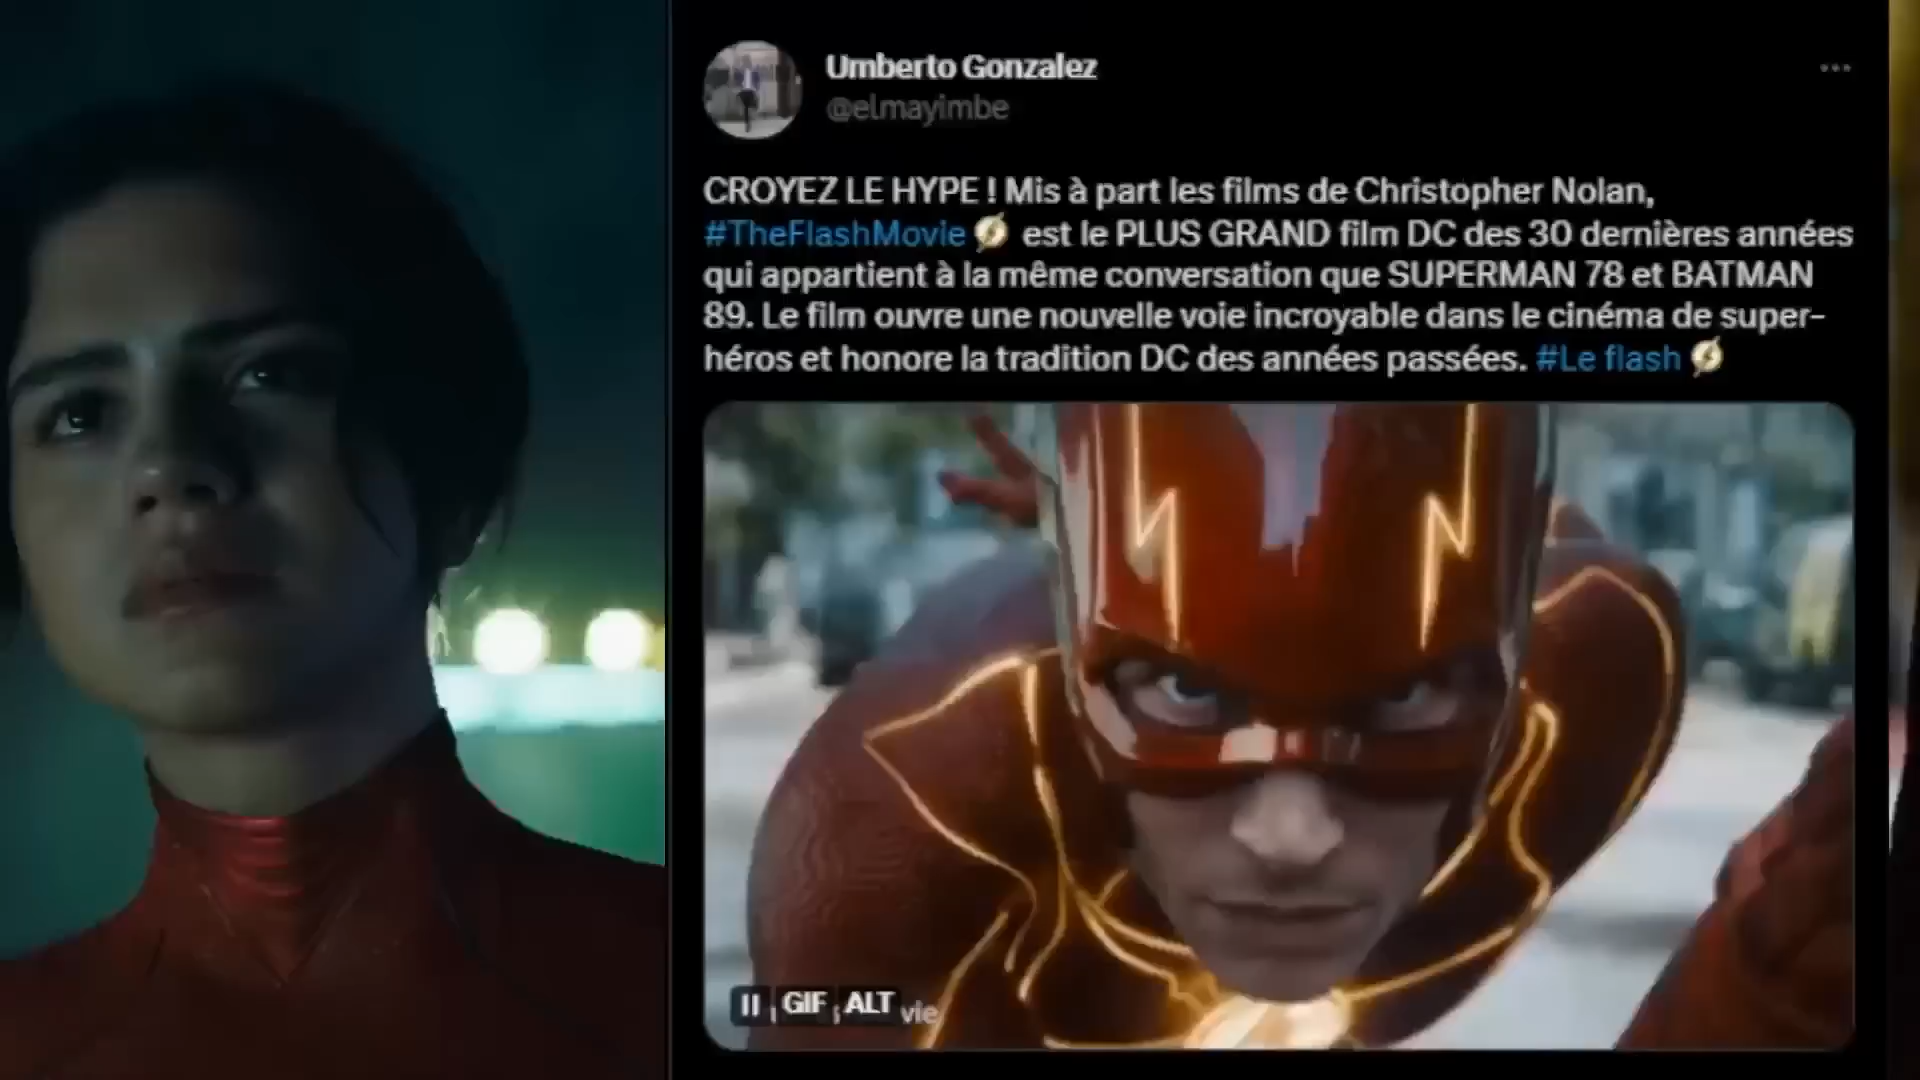 Umberto Gonzalez
@elmayimbe
CROYEZ LE HYPE ! Mis à part les films de Christopher Nolan,
#TheFlashMovie est le PLUS GRAND film DC des 30 dernières années
qui appartient à la même conversation que SUPERMAN 78 et BATMAN
89. Le film ouvre une nouvelle voie incroyable dans le cinéma de super-
héros et honore la tradition DC des années passées. #Le flash
GIF ALT